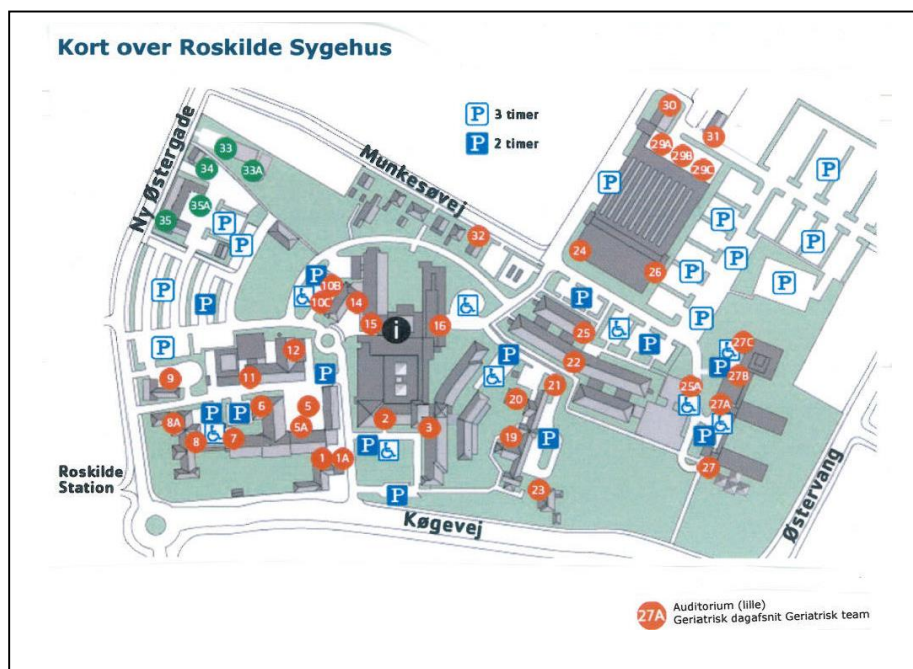 Kort over Roskilde Sygehus
P 3 timer
P 2 timer
Ny Østergade
Munkesøvej
30
31
29A
29B
29C
33
33A
34
35A
35
P
P
P
P
P
P
P
P
P
P
P
32
24
26
P
10B
10C
14
15
i
16
P
25
P
22
P
P
9
12
11
P
P
27C
P
27B
25A
27A
20
21
8A
P
P
6
5
5A
8
7
2
3
19
P
P
1
1A
P
27
23
P
Roskilde
Station
Køgevej
Østervang
27A
Auditorium (lille)
Geriatrisk dagafsnit Geriatrisk team